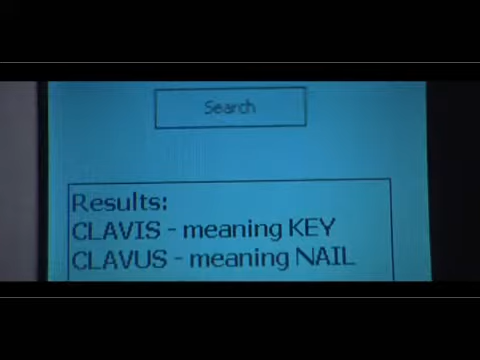 Search
Results:
CLAVIS - meaning KEY
CLAVUS - meaning NAIL